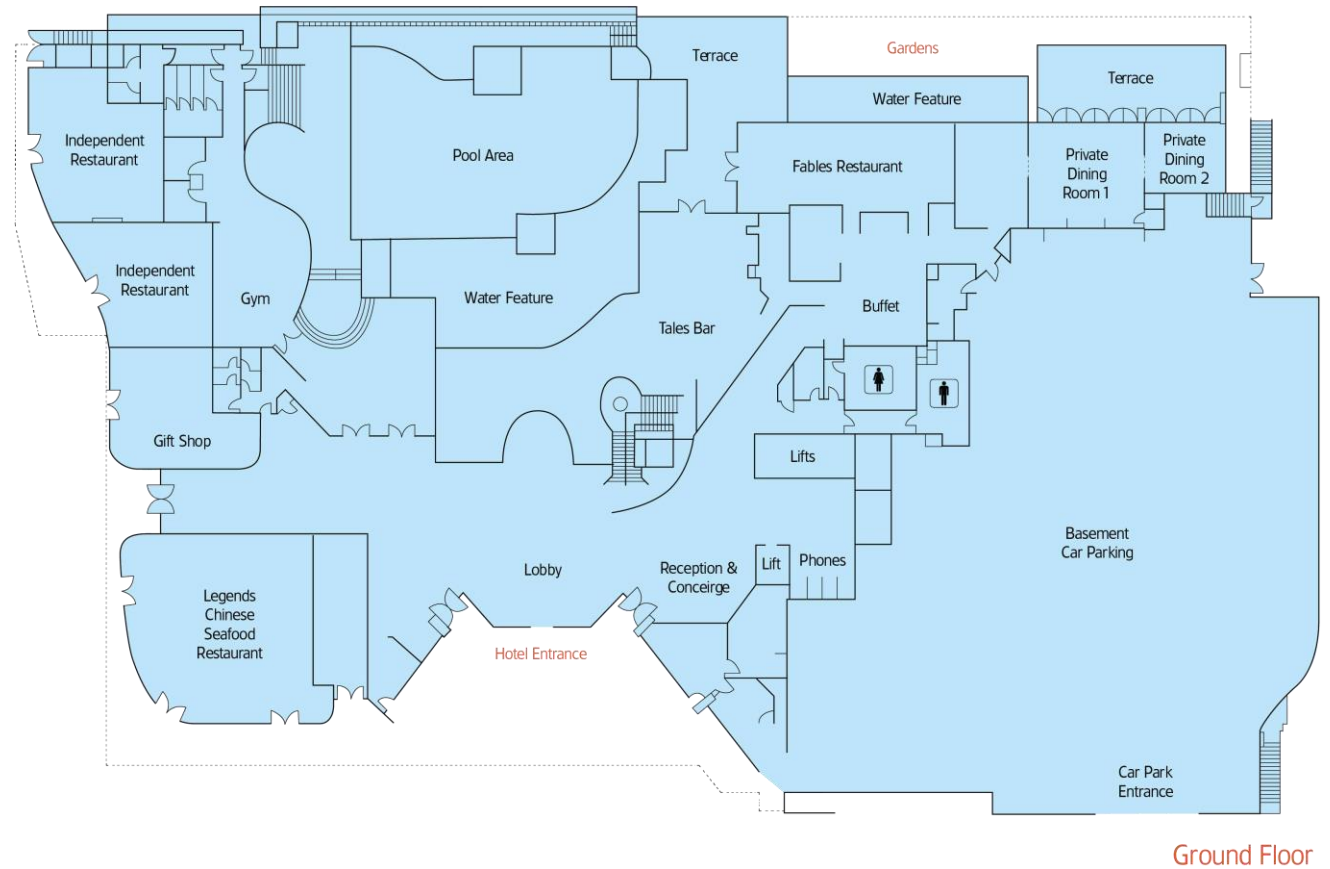 Terrace
Gardens
Terrace
Water Feature
Independent
Restaurant
Pool Area
Fables Restaurant
Private
Dining
Room 1
Private
Dining
Room 2
Independent
Restaurant
Gym
Water Feature
Tales Bar
Buffet
Gift Shop
Lifts
Basement
Car Parking
Lobby
Reception &
Conceirge
Lift
Phones
Legends
Chinese
Seafood
Restaurant
Hotel Entrance
Car Park
Entrance
Ground Floor